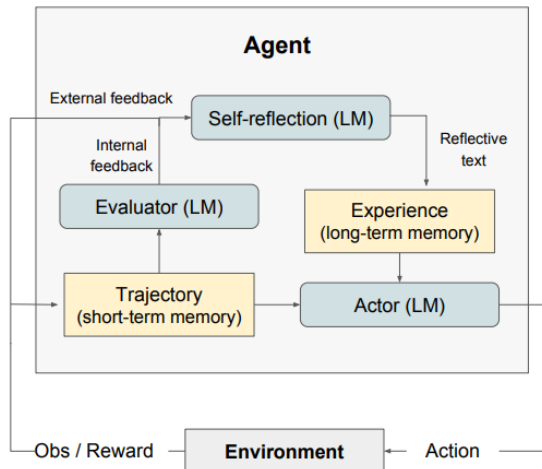 Agent
External feedback
Self-reflection (LM)
Internal
feedback
Reflective
text
Evaluator (LM)
Experience
(long-term memory)
Trajectory
(short-term memory)
Actor (LM)
Obs / Reward
Environment
Action